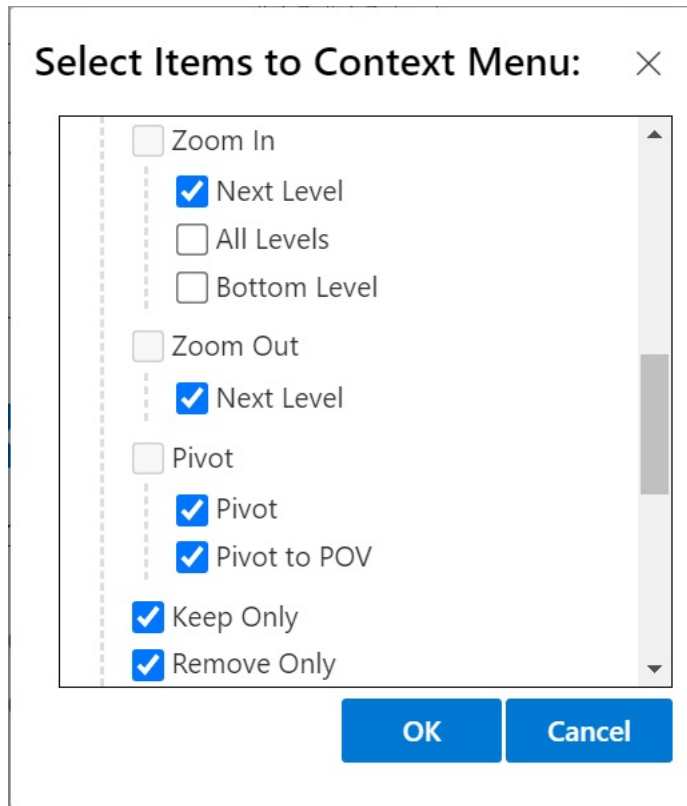 Select Items to Context Menu:
Zoom In
Next Level
All Levels
Bottom Level
Zoom Out
Next Level
Pivot
Pivot
Pivot to POV
Keep Only
Remove Only
OK Cancel